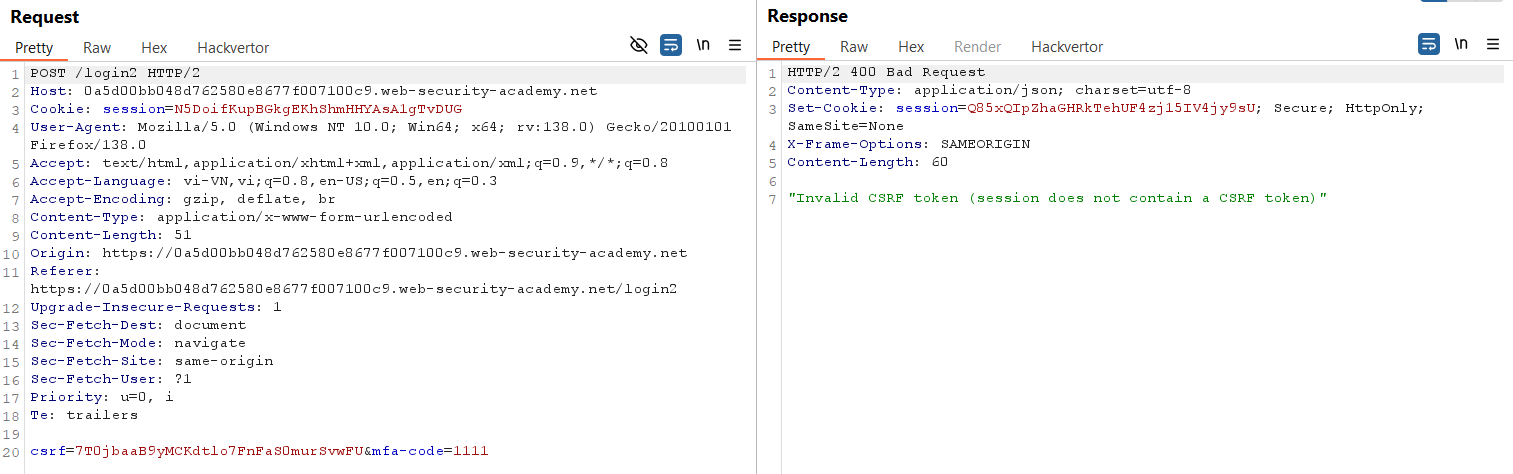 Request
Pretty Raw Hex Hackvertor \n
1 POST /login2 HTTP/2
2 Host: 0a5d00bb048d762580e8677f007100c9.web-security-academy.net
3 Cookie: session=N5DoifKupBGkgEKhShmHHYAsAlgTvDUG
4 User-Agent: Mozilla/5.0 (Windows NT 10.0; Win64; x64; rv:138.0) Gecko/20100101
Firefox/138.0
5 Accept: text/html,application/xhtml+xml,application/xml;q=0.9,*/*;q=0.8
6 Accept-Language: vi-VN,vi;q=0.8,en-US;q=0.5,en;q=0.3
7 Accept-Encoding: gzip, deflate, br
8 Content-Type: application/x-www-form-urlencoded
9 Content-Length: 51
10 Origin: https://0a5d00bb048d762580e8677f007100c9.web-security-academy.net
11 Referer:
https://0a5d00bb048d762580e8677f007100c9.web-security-academy.net/login2
12 Upgrade-Insecure-Requests: 1
13 Sec-Fetch-Dest: document
14 Sec-Fetch-Mode: navigate
15 Sec-Fetch-Site: same-origin
16 Sec-Fetch-User: ?1
17 Priority: u=0, i
18 Te: trailers
19
20 csrf=7T0jbaaB9yMCKdtlo7FnFaS0murSvwFU&mfa-code=1111
Response
Pretty Raw Hex Render Hackvertor \n
1 HTTP/2 400 Bad Request
2 Content-Type: application/json; charset=utf-8
3 Set-Cookie: session=Q85xQIpZhaGHRkTehUF4zj15IV4jy9sU; Secure; HttpOnly;
SameSite=None
4 X-Frame-Options: SAMEORIGIN
5 Content-Length: 60
6
7 "Invalid CSRF token (session does not contain a CSRF token)"